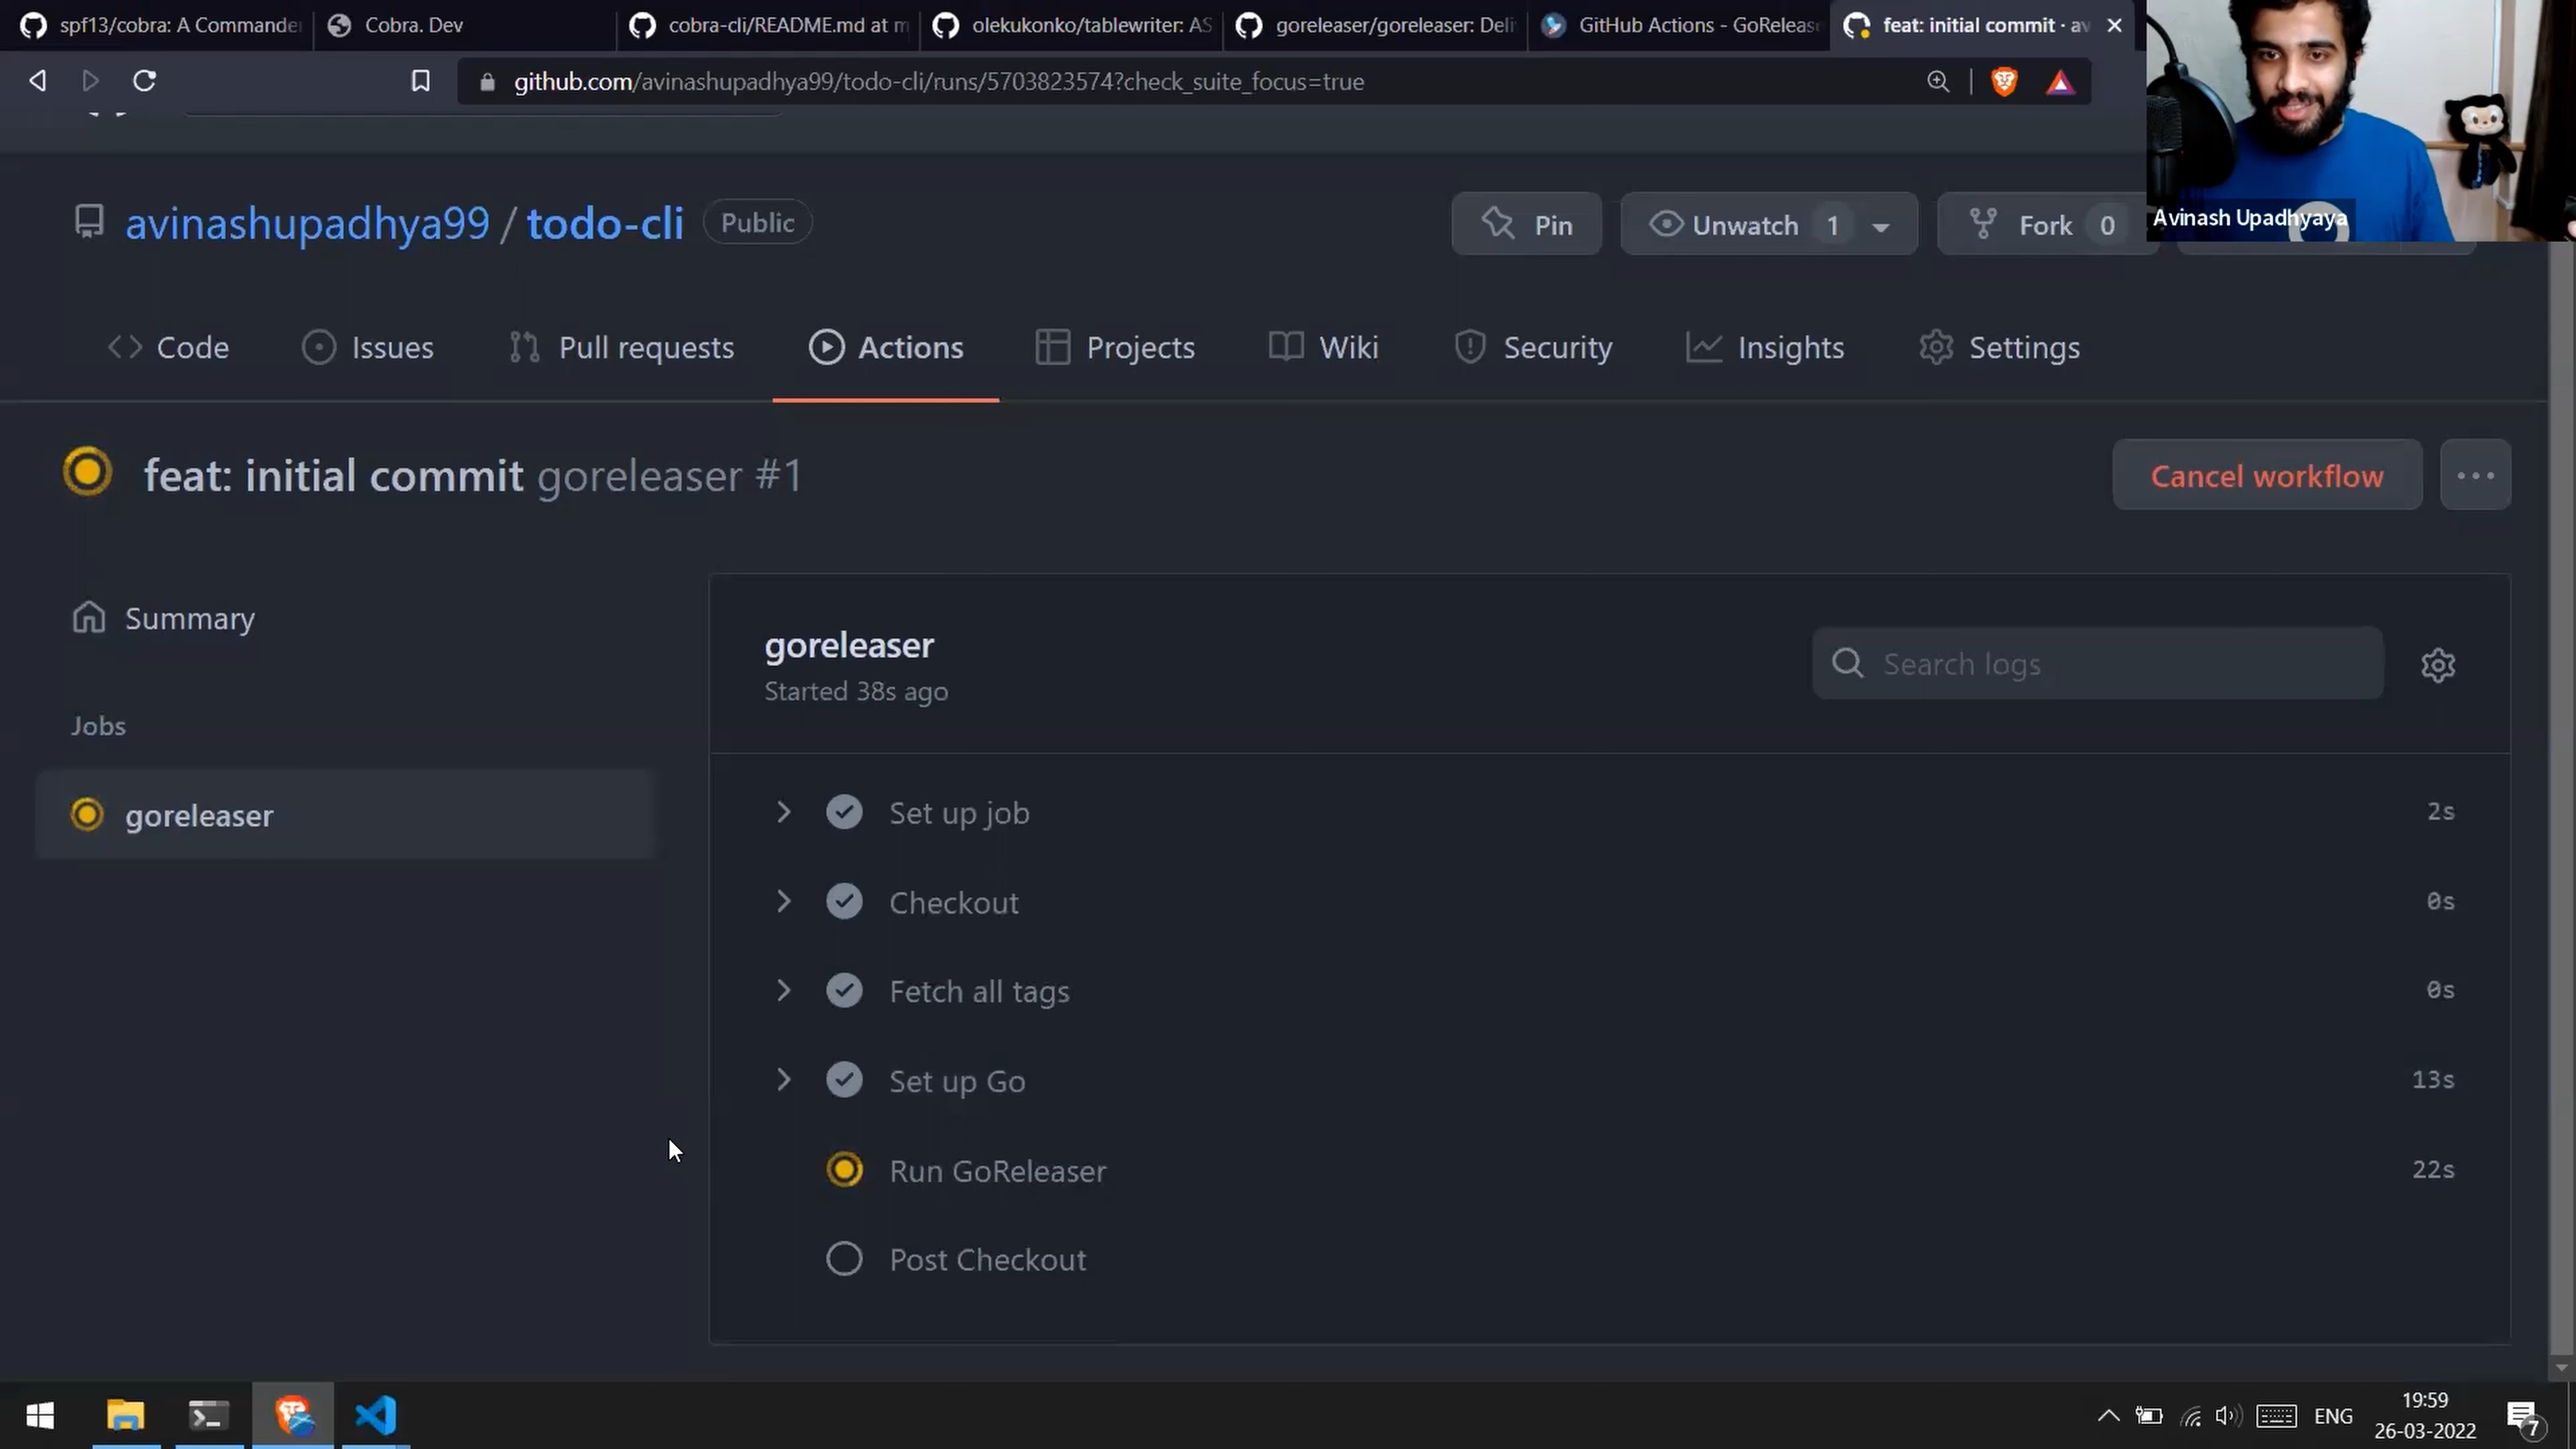 spf13/cobra: A Commander
Cobra. Dev
cobra-cli/README.md at m
olekukonko/tablewriter: AS
goreleaser/goreleaser: Deli
GitHub Actions - GoRelease
feat: initial commit · av
github.com/avinashupadhya99/todo-cli/runs/5703823574?check_suite_focus=true
Avinash Upadhyaya
avinashupadhya99 / todo-cli
Public
Pin
Unwatch 1
Fork 0
Code
Issues
Pull requests
Actions
Projects
Wiki
Security
Insights
Settings
feat: initial commit goreleaser #1
Cancel workflow
Summary
Jobs
goreleaser
goreleaser
Started 38s ago
Search logs
Set up job 2s
Checkout 0s
Fetch all tags 0s
Set up Go 13s
Run GoReleaser 22s
Post Checkout
ENG
19:59
26-03-2022
7